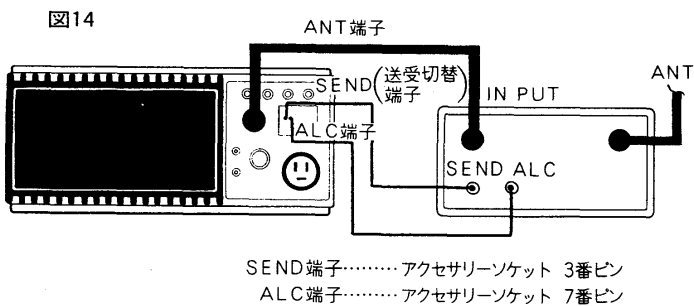 図14
ANT端子
SEND(送受切替端子)
ANT
IN PUT
ALC端子
SEND ALC
SEND端子………アクセサリーソケット 3番ピン
ALC端子………アクセサリーソケット 7番ピン